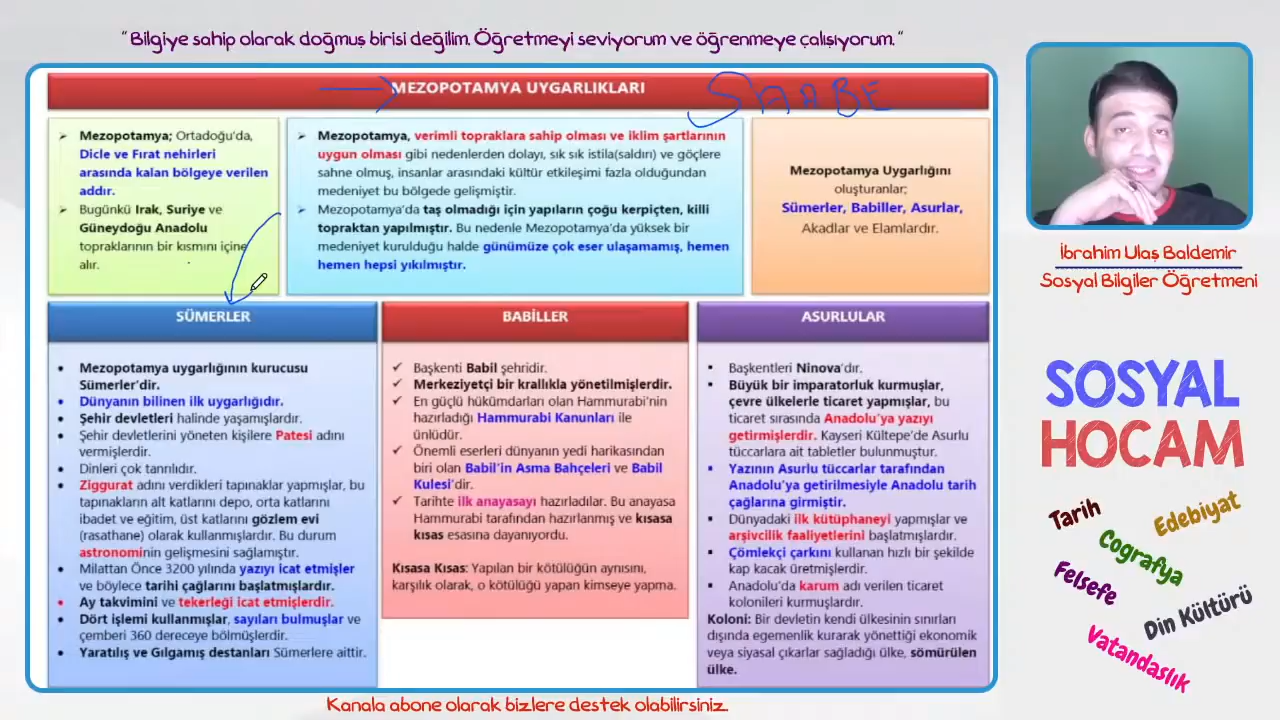 “ Bilgiye sahip olarak doğmuş birisi değilim. Öğretmeyi seviyorum ve öğrenmeye çalışıyorum. “
MEZOPOTAMYA UYGARLIKLARI
SAABE
Mezopotamya; Ortadoğu’da,
Dicle ve Fırat nehirleri
arasında kalan bölgeye verilen
addır.
Bugünkü Irak, Suriye ve
Güneydoğu Anadolu
topraklarının bir kısmını içine
alır.
Mezopotamya, verimli topraklara sahip olması ve iklim şartlarının
uygun olması gibi nedenlerden dolayı, sık sık istila(saldırı) ve göçlere
sahne olmuş, insanlar arasındaki kültür etkileşimi fazla olduğundan
medeniyet bu bölgede gelişmiştir.
Mezopotamya’da taş olmadığı için yapıların çoğu kerpiçten, killi
topraktan yapılmıştır. Bu nedenle Mezopotamya’da yüksek bir
medeniyet kurulduğu halde günümüze çok eser ulaşamamış, hemen
hemen hepsi yıkılmıştır.
Mezopotamya Uygarlığını
oluşturanlar;
Sümerler, Babiller, Asurlar,
Akadlar ve Elamlardır.
SÜMERLER
Mezopotamya uygarlığının kurucusu
Sümerler’dir.
Dünyanın bilinen ilk uygarlığıdır.
Şehir devletleri halinde yaşamışlardır.
Şehir devletlerini yöneten kişilere Patesi adını
vermişlerdir.
Dinleri çok tanrılıdır.
Ziggurat adını verdikleri tapınaklar yapmışlar, bu
tapınakların alt katlarını depo, orta katlarını
ibadet ve eğitim, üst katlarını gözlem evi
(rasathane) olarak kullanmışlardır. Bu durum
astronominin gelişmesini sağlamıştır.
Milattan Önce 3200 yılında yazıyı icat etmişler
ve böylece tarihi çağlarını başlatmışlardır.
Ay takvimini ve tekerleği icat etmişlerdir.
Dört işlemi kullanmışlar, sayıları bulmuşlar ve
çemberi 360 dereceye bölmüşlerdir.
Yaratılış ve Gılgamış destanları Sümerlere aittir.
BABİLLER
Başkenti Babil şehridir.
Merkeziyetçi bir krallıkla yönetilmişlerdir.
En güçlü hükümdarları olan Hammurabi’nin
hazırladığı Hammurabi Kanunları ile
ünlüdür.
Önemli eserleri dünyanın yedi harikasından
biri olan Babil’in Asma Bahçeleri ve Babil
Kulesi’dir.
Tarihte ilk anayasayı hazırladılar. Bu anayasa
Hammurabi tarafından hazırlanmış ve kısasa
kısas esasına dayanıyordu.
Kısasa Kısas: Yapılan bir kötülüğün aynısını,
karşılık olarak, o kötülüğü yapan kimseye yapma.
ASURLULAR
Başkentleri Ninova’dır.
Büyük bir imparatorluk kurmuşlar,
çevre ülkelerle ticaret yapmışlar, bu
ticaret sırasında Anadolu’ya yazıyı
getirmişlerdir. Kayseri Kültepe’de Asurlu
tüccarlara ait tabletler bulunmuştur.
Yazının Asurlu tüccarlar tarafından
Anadolu’ya getirilmesiyle Anadolu tarih
çağlarına girmiştir.
Dünyadaki ilk kütüphaneyi yapmışlar ve
arşivcilik faaliyetlerini başlatmışlardır.
Çömlekçi çarkını kullanan hızlı bir şekilde
kap kacak üretmişlerdir.
Anadolu’da karum adı verilen ticaret
kolonileri kurmuşlardır.
Koloni: Bir devletin kendi ülkesinin sınırları
dışında egemenlik kurarak yönettiği ekonomik
veya siyasal çıkarlar sağladığı ülke, sömürülen
ülke.
İbrahim Ulaş Baldemir
Sosyal Bilgiler Öğretmeni
SOSYAL
HOCAM
Tarih
Edebiyat
Coğrafya
Felsefe
Din Kültürü
Vatandaşlık
Kanala abone olarak bizlere destek olabilirsiniz.